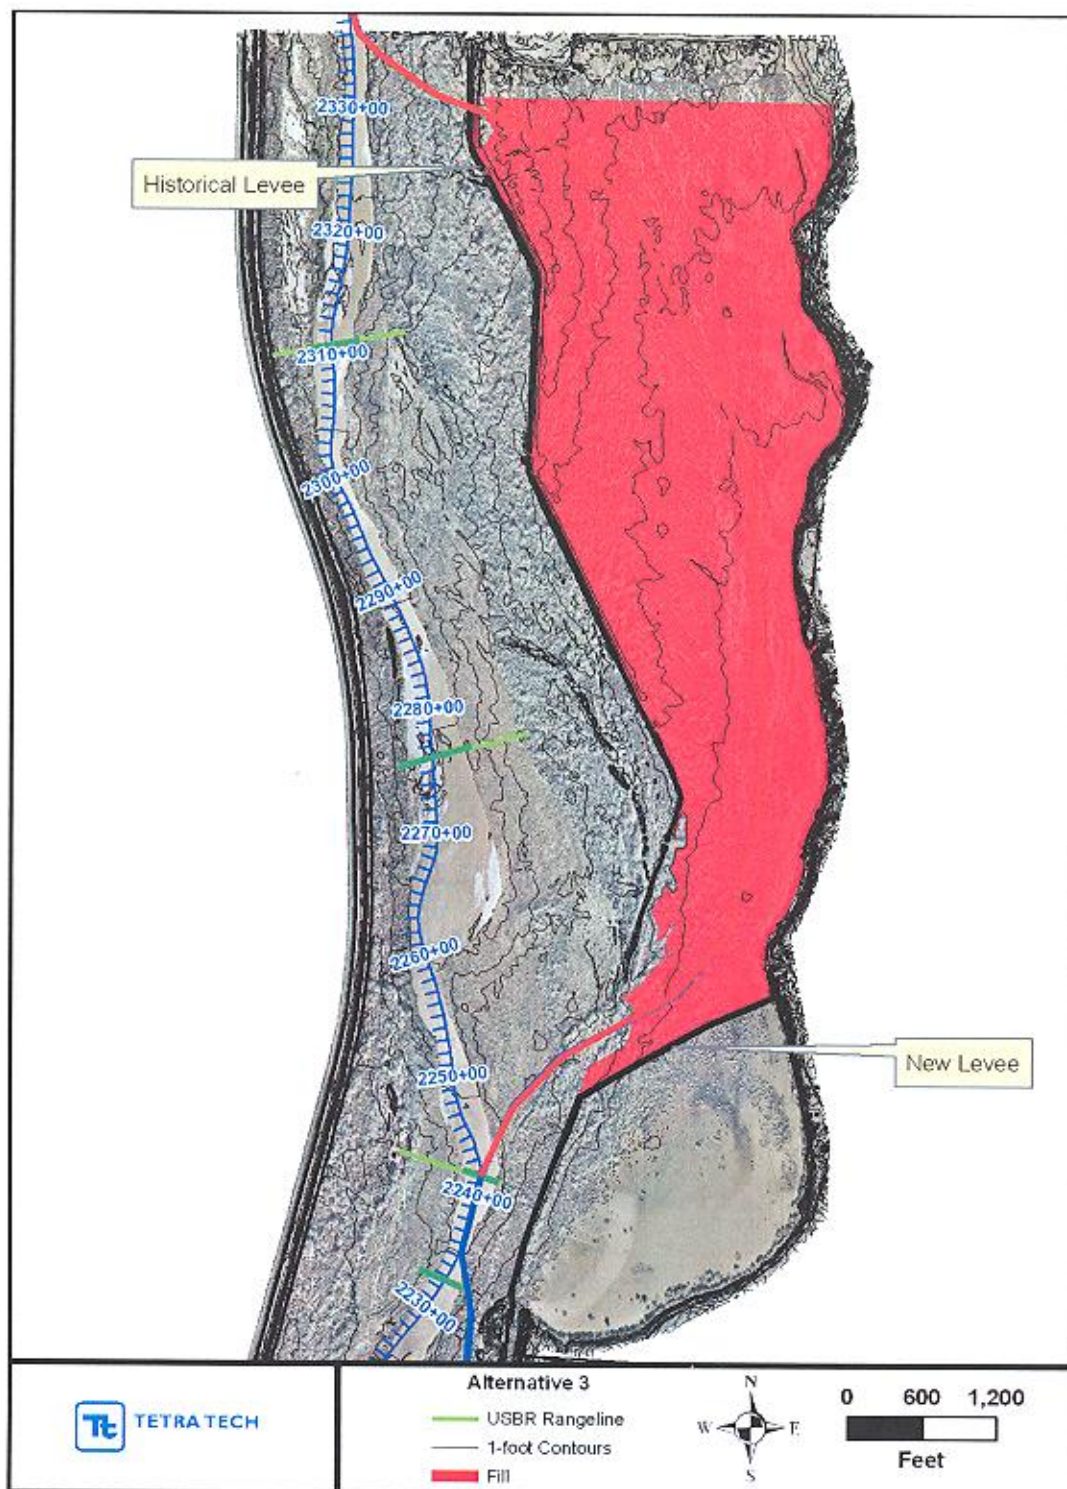 2330+00
Historical Levee
2320+00
2310+00
2300+00
2290+00
2280+00
2270+00
2260+00
New Levee
2250+00
2240+00
2230+00
Tt TETRA TECH
Alternative 3
USBR Rangeline
1-foot Contours
Fill
N
W E
S
0 600 1,200
Feet